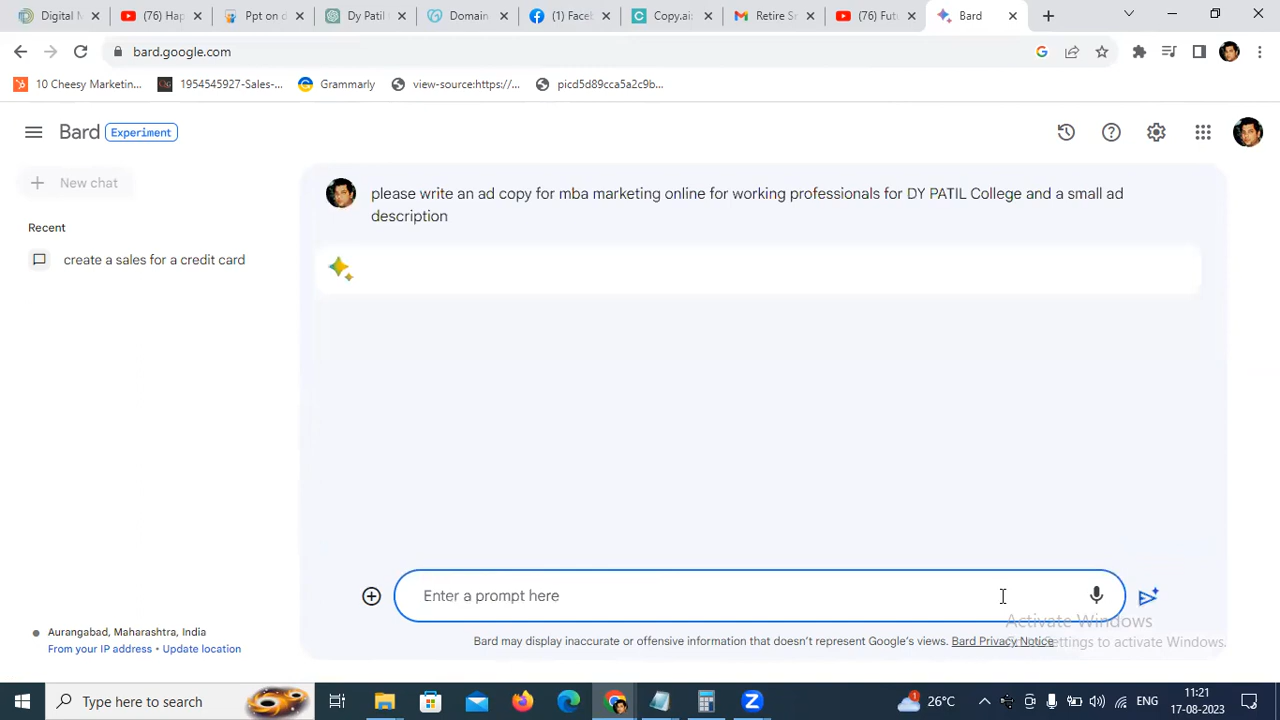 Digital M
(76) Hap
Ppt on d
Dy Patil
Domain
(1) Faceb
Copy.ai:
Retire Sr
(76) Futu
Bard
bard.google.com
10 Cheesy Marketin...
1954545927-Sales-...
Grammarly
view-source:https://...
picd5d89cca5a2c9b...
Bard Experiment
New chat
Recent
create a sales for a credit card
please write an ad copy for mba marketing online for working professionals for DY PATIL College and a small ad
description
Enter a prompt here
Bard may display inaccurate or offensive information that doesn't represent Google's views. Bard Privacy Notice
Activate Windows
Settings to activate Windows.
Aurangabad, Maharashtra, India
From your IP address • Update location
Type here to search
1
26°C
ENG
11:21
17-08-2023